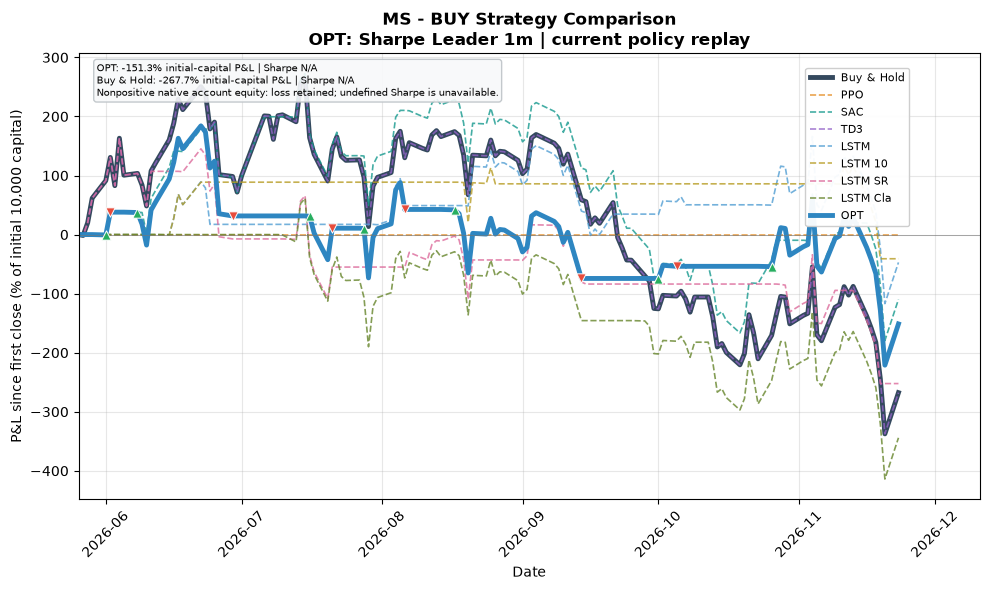 MS - BUY Strategy Comparison
OPT: Sharpe Leader 1m | current policy replay
OPT: -151.3% initial-capital P&L | Sharpe N/A
Buy & Hold: -267.7% initial-capital P&L | Sharpe N/A
Nonpositive native account equity: loss retained; undefined Sharpe is unavailable.
Buy & Hold
PPO
SAC
TD3
LSTM
LSTM 10
LSTM SR
LSTM Cla
OPT
P&L since first close (% of initial 10,000 capital)
300
200
100
0
−100
−200
−300
−400
2026-06
2026-07
2026-08
2026-09
2026-10
2026-11
2026-12
Date